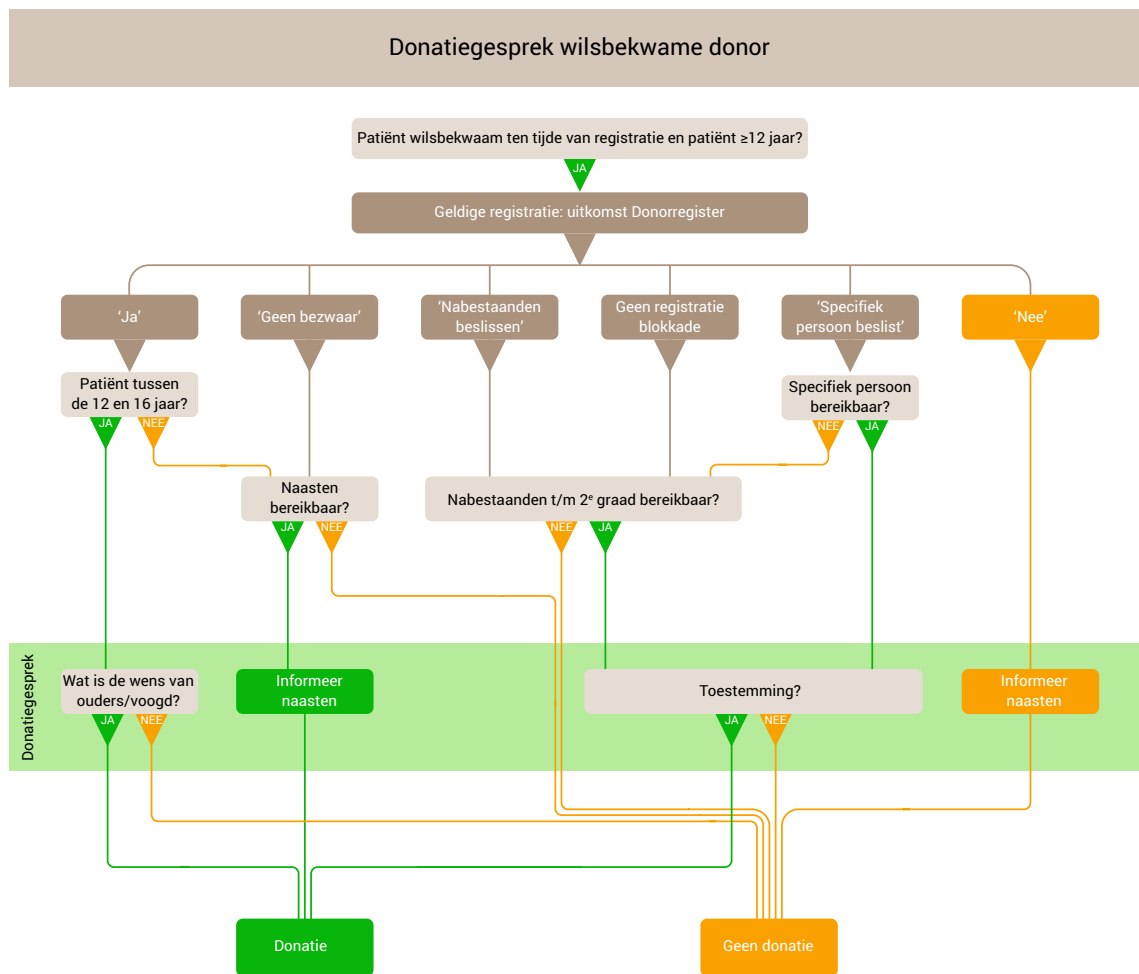 Donatiegesprek wilsbekwame donor
Patiënt wilsbekwaam ten tijde van registratie en patiënt ≥12 jaar?
JA
Geldige registratie: uitkomst Donorregister
‘Ja’
‘Geen bezwaar’
‘Nabestaanden
beslissen’
Geen registratie
blokkade
‘Specifiek
persoon beslist’
‘Nee’
Patiënt tussen
de 12 en 16 jaar?
JA
NEE
Specifiek persoon
bereikbaar?
NEE
JA
Naasten
bereikbaar?
JA
NEE
Nabestaanden t/m 2e graad bereikbaar?
NEE
JA
Donatiegesprek
Wat is de wens van
ouders/voogd?
JA
NEE
Informeer
naasten
Toestemming?
JA
NEE
Informeer
naasten
Donatie
Geen donatie